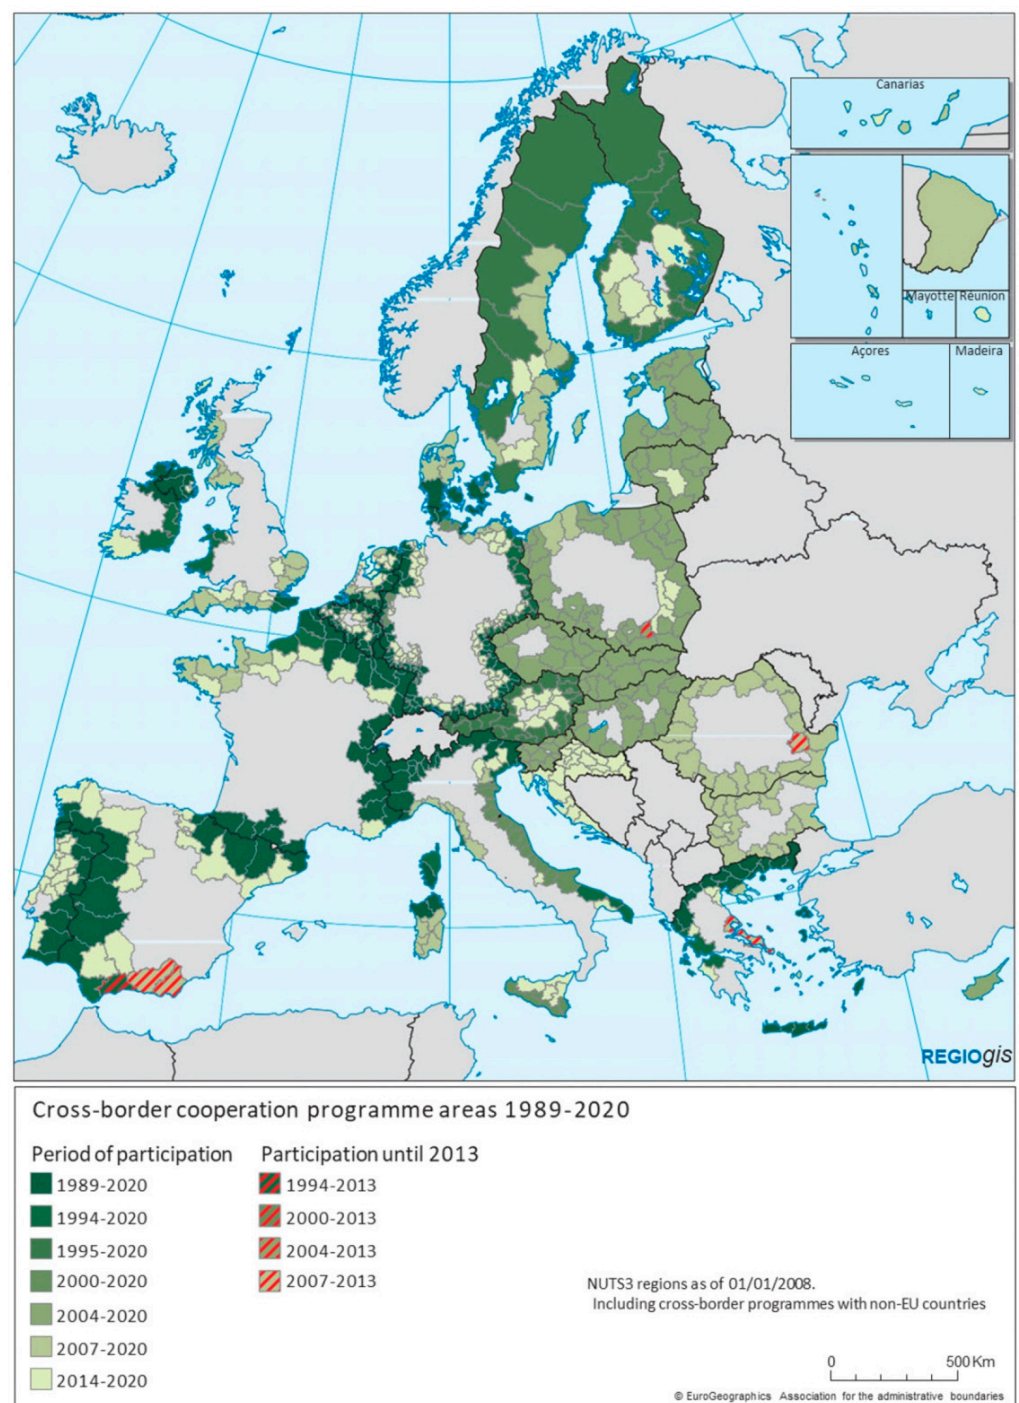 Canarias
Mayotte
Réunion
Açores
Madeira
REGIOgis
Cross-border cooperation programme areas 1989-2020
Period of participation
1989-2020
1994-2020
1995-2020
2000-2020
2004-2020
2007-2020
2014-2020
Participation until 2013
1994-2013
2000-2013
2004-2013
2007-2013
NUTS3 regions as of 01/01/2008.
Including cross-border programmes with non-EU countries
0 500 Km
© EuroGeographics Association for the administrative boundaries